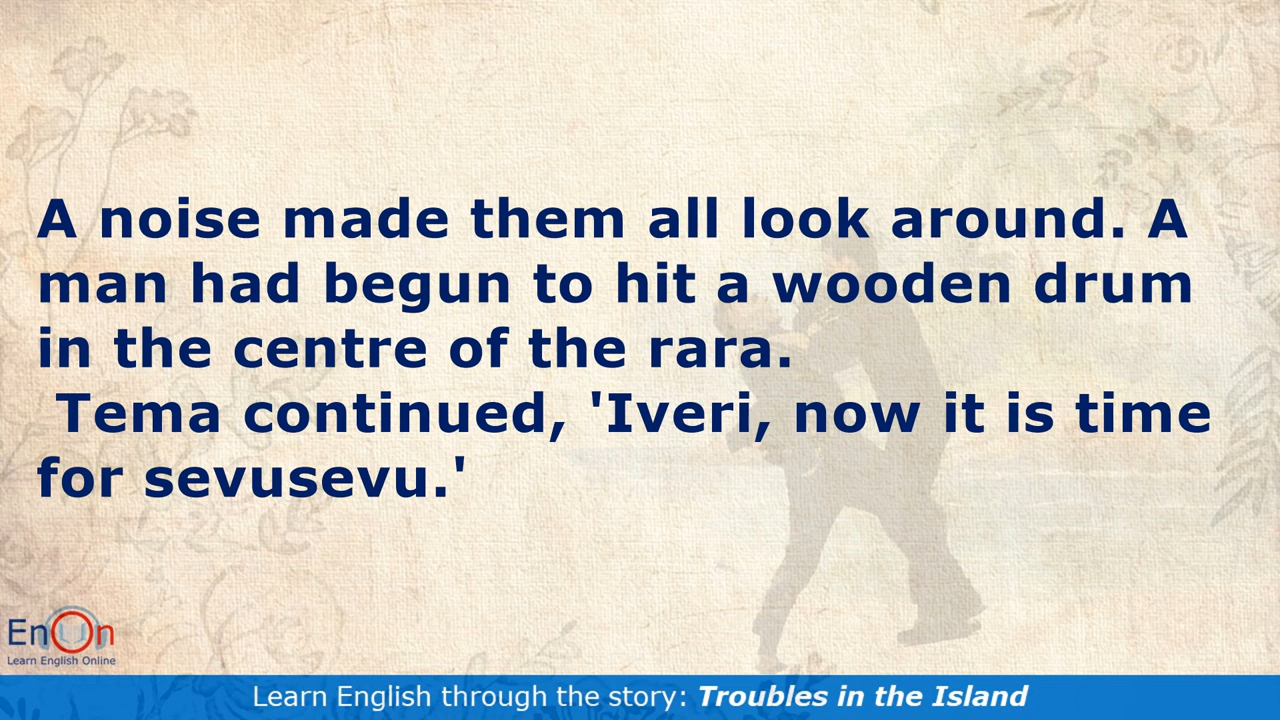 A noise made them all look around. A
man had begun to hit a wooden drum
in the centre of the rara.
Tema continued, 'Iveri, now it is time
for sevusevu.'
EnOn
Learn English Online
Learn English through the story: Troubles in the Island